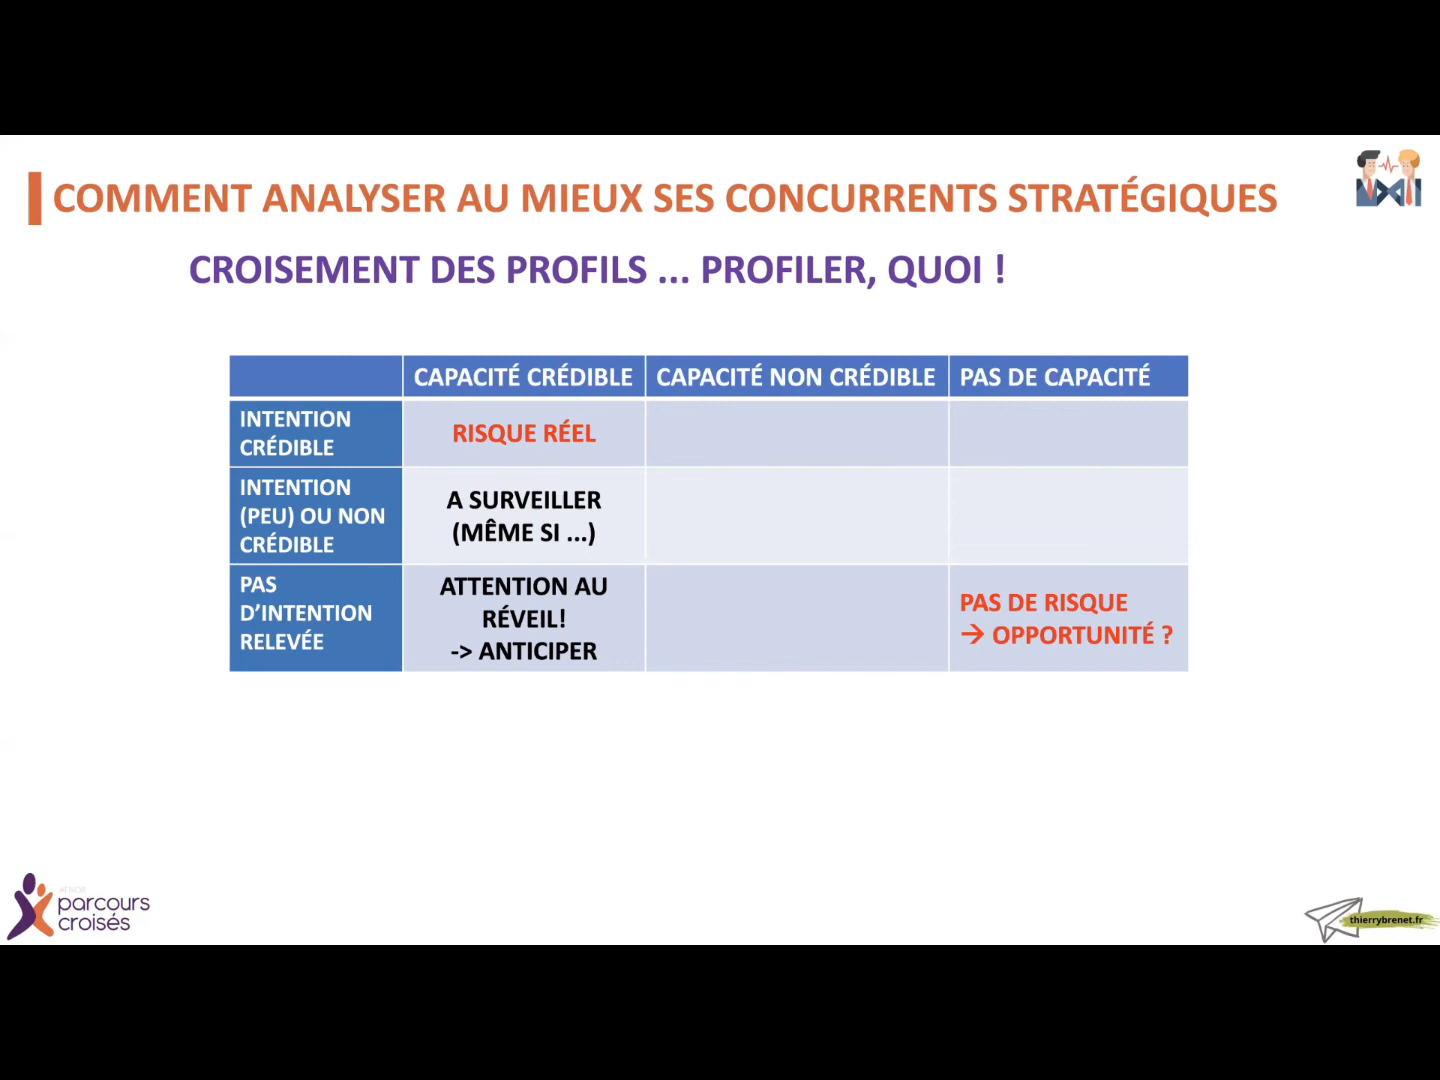 COMMENT ANALYSER AU MIEUX SES CONCURRENTS STRATÉGIQUES
CROISEMENT DES PROFILS ... PROFILER, QUOI !
CAPACITÉ CRÉDIBLE CAPACITÉ NON CRÉDIBLE PAS DE CAPACITÉ
INTENTION
CRÉDIBLE
RISQUE RÉEL
INTENTION
(PEU) OU NON
CRÉDIBLE
A SURVEILLER
(MÊME SI ...)
PAS
D’INTENTION
RELEVÉE
ATTENTION AU
RÉVEIL!
-> ANTICIPER
PAS DE RISQUE
→ OPPORTUNITÉ ?
AFNOR
parcours
croisés
thierrybrenet.fr